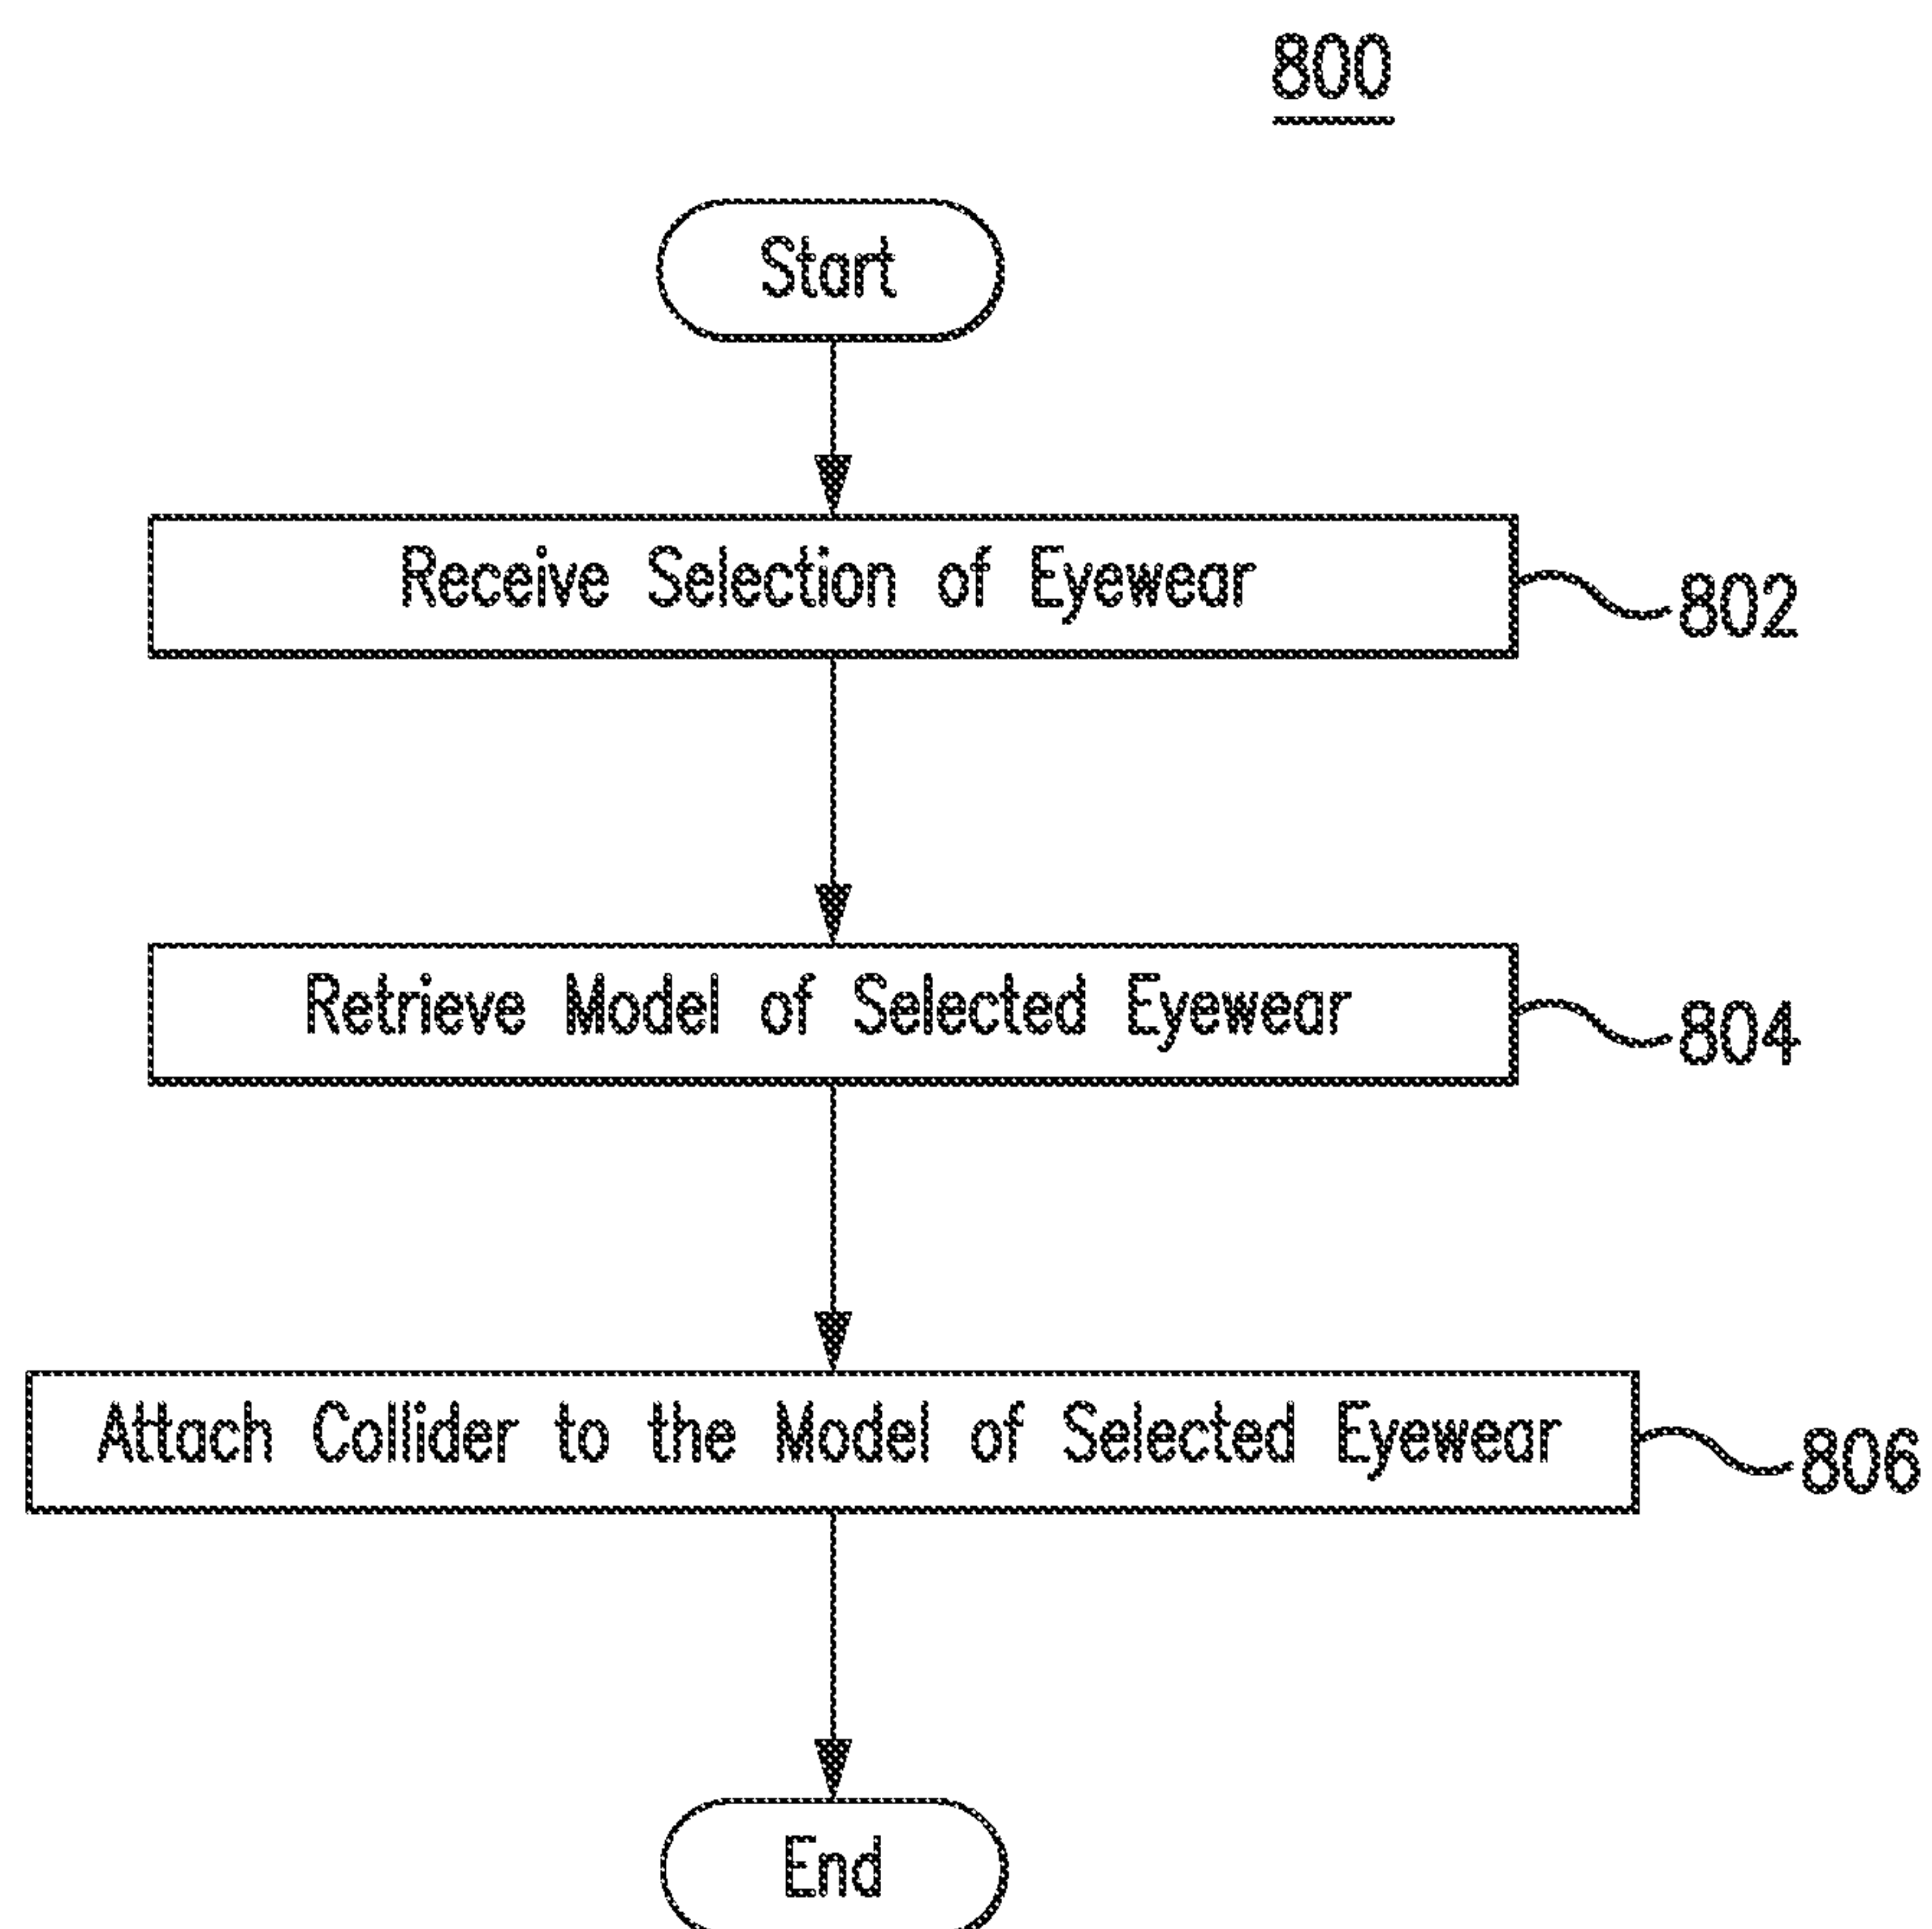 800
Start
Receive Selection of Eyewear
802
Retrieve Model of Selected Eyewear
804
Attach Collider to the Model of Selected Eyewear
806
End